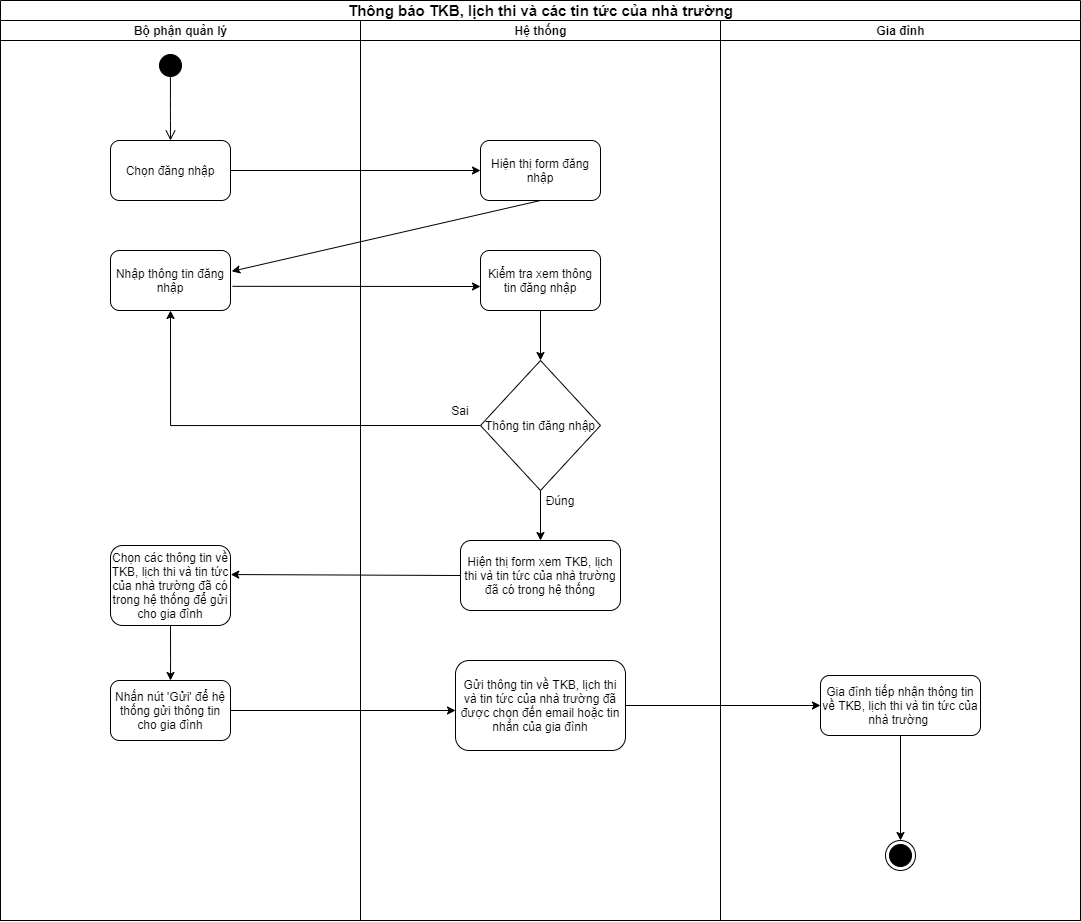 Thông báo TKB, lịch thi và các tin tức của nhà trường
Bộ phận quản lý
Hệ thống
Gia đình
Chọn đăng nhập
Hiện thị form đăng
nhập
Nhập thông tin đăng
nhập
Kiểm tra xem thông
tin đăng nhập
Sai
Thông tin đăng nhập
Đúng
Hiện thị form xem TKB, lịch
thi và tin tức của nhà trường
đã có trong hệ thống
Chọn các thông tin về
TKB, lịch thi và tin tức
của nhà trường đã có
trong hệ thống để gửi
cho gia đình
Nhấn nút 'Gửi' để hệ
thống gửi thông tin
cho gia đình
Gửi thông tin về TKB, lịch thi
và tin tức của nhà trường đã
được chọn đến email hoặc tin
nhắn của gia đình
Gia đình tiếp nhận thông tin
về TKB, lịch thi và tin tức của
nhà trường